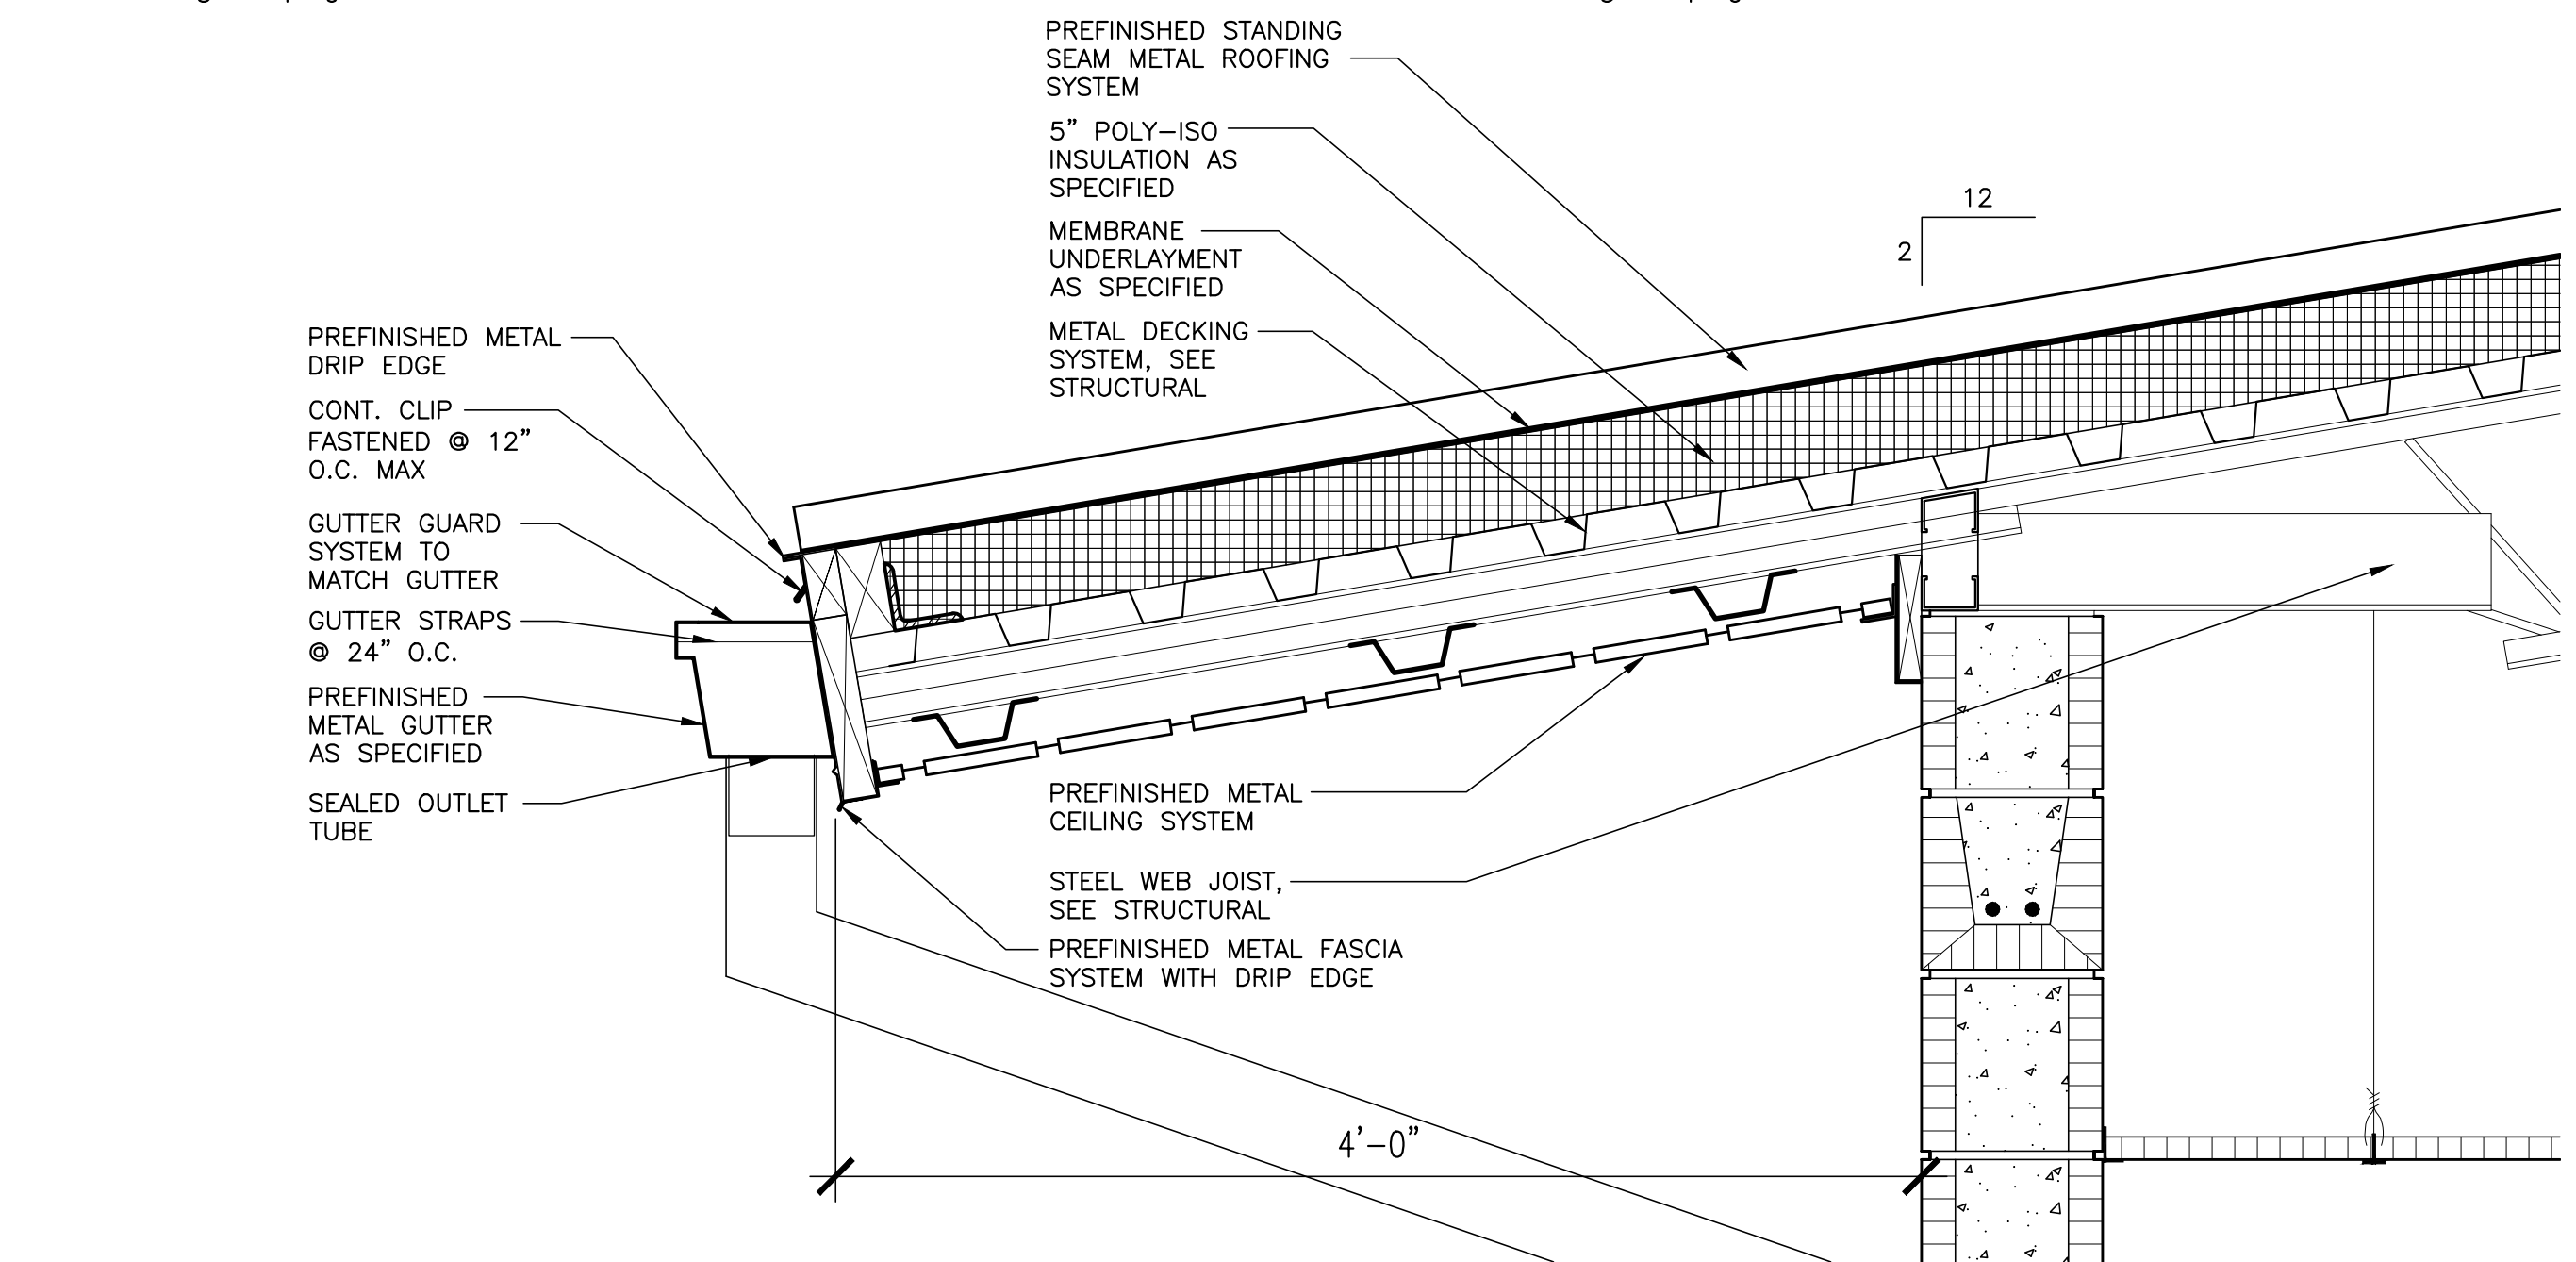 PREFINISHED STANDING
SEAM METAL ROOFING
SYSTEM
5” POLY–ISO
INSULATION AS
SPECIFIED
MEMBRANE
UNDERLAYMENT
AS SPECIFIED
METAL DECKING
SYSTEM, SEE
STRUCTURAL
12
2
PREFINISHED METAL
DRIP EDGE
CONT. CLIP
FASTENED @ 12”
O.C. MAX
GUTTER GUARD
SYSTEM TO
MATCH GUTTER
GUTTER STRAPS
@ 24” O.C.
PREFINISHED
METAL GUTTER
AS SPECIFIED
SEALED OUTLET
TUBE
PREFINISHED METAL
CEILING SYSTEM
STEEL WEB JOIST,
SEE STRUCTURAL
PREFINISHED METAL FASCIA
SYSTEM WITH DRIP EDGE
4’–0”